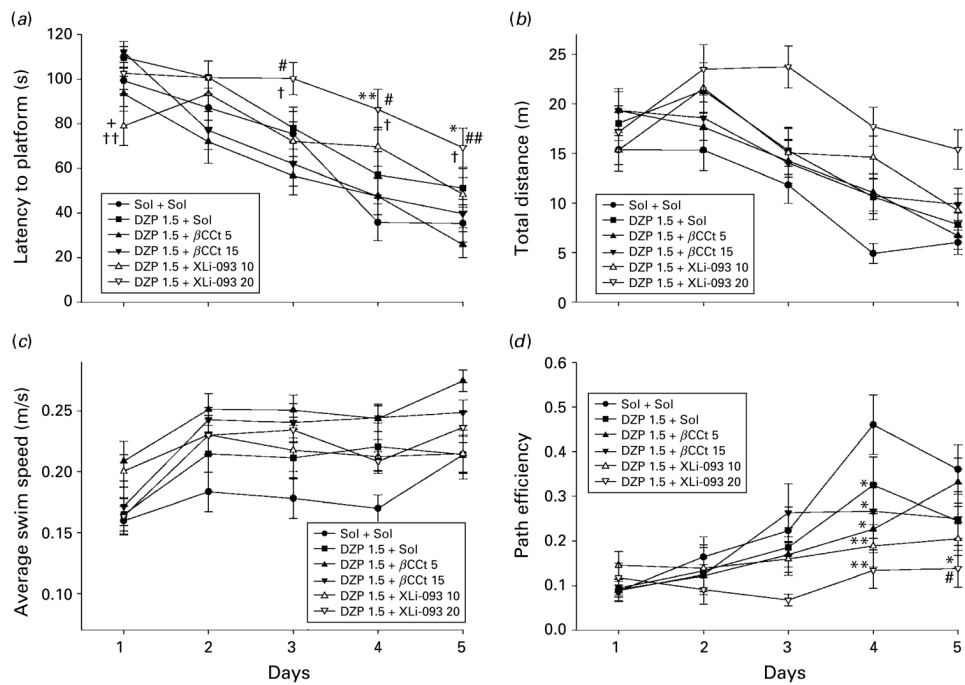 (a)
120
100
80
60
40
20
0
Latency to platform (s)
+
††
#
†
**
#
†
*
##
†
Sol + Sol
DZP 1.5 + Sol
DZP 1.5 + βCCt 5
DZP 1.5 + βCCt 15
DZP 1.5 + XLi-093 10
DZP 1.5 + XLi-093 20
(b)
25
20
15
10
5
0
Total distance (m)
Sol + Sol
DZP 1.5 + Sol
DZP 1.5 + βCCt 5
DZP 1.5 + βCCt 15
DZP 1.5 + XLi-093 10
DZP 1.5 + XLi-093 20
(c)
0.25
0.20
0.15
0.10
Average swim speed (m/s)
Sol + Sol
DZP 1.5 + Sol
DZP 1.5 + βCCt 5
DZP 1.5 + βCCt 15
DZP 1.5 + XLi-093 10
DZP 1.5 + XLi-093 20
1 2 3 4 5
Days
(d)
0.6
0.5
0.4
0.3
0.2
0.1
0.0
Path efficiency
Sol + Sol
DZP 1.5 + Sol
DZP 1.5 + βCCt 5
DZP 1.5 + βCCt 15
DZP 1.5 + XLi-093 10
DZP 1.5 + XLi-093 20
*
*
*
**
**
*
#
1 2 3 4 5
Days